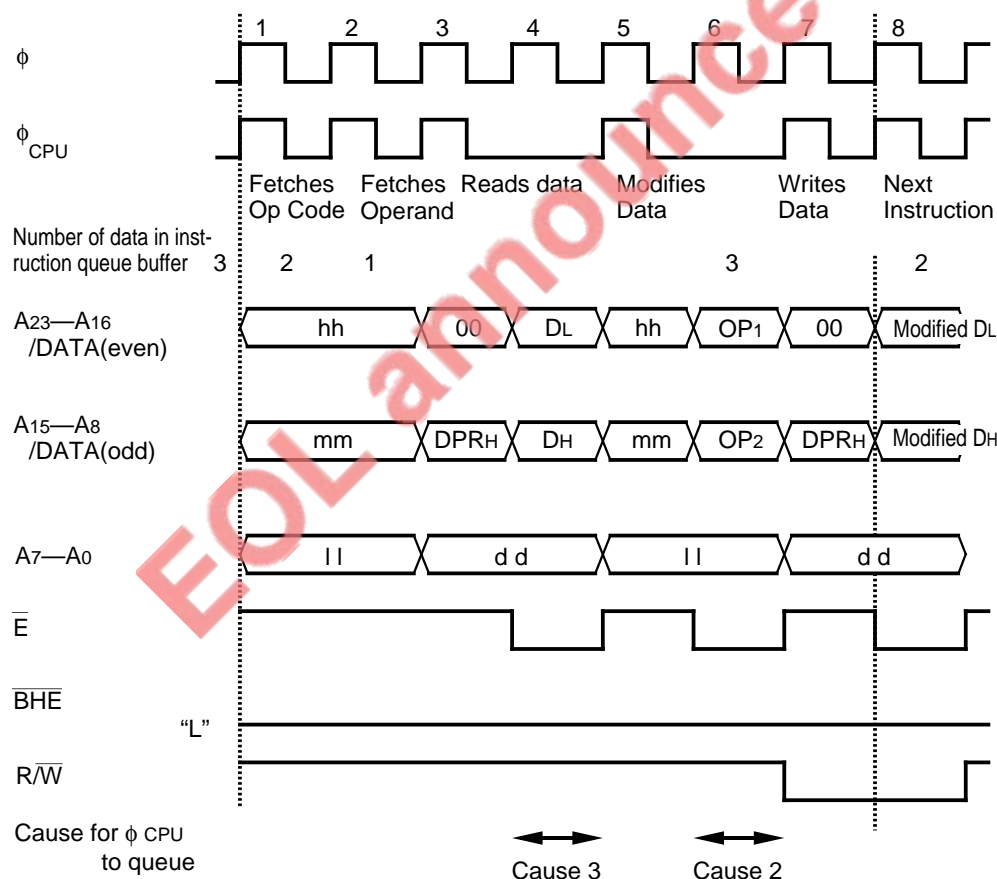 1 2 3 4 5 6 7 8
ϕ
ϕCPU
Fetches Op Code
Fetches Operand
Reads data
Modifies Data
Writes Data
Next Instruction
Number of data in inst-
ruction queue buffer 3 2 1 3 2
A23—A16
/DATA(even)
hh 00 DL hh OP1 00 Modified DL
A15—A8
/DATA(odd)
mm DPRH DH mm OP2 DPRH Modified DH
A7—A0 l l d d l l d d
E̅
B̅H̅E̅
“L”
R/W̅
Cause for ϕ CPU
to queue
Cause 3 Cause 2
EOL announce